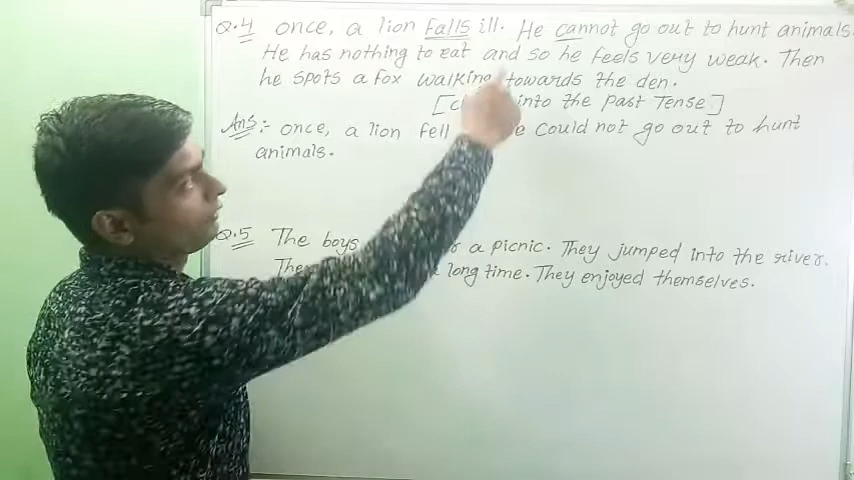 Q.4 once, a lion falls ill. He cannot go out to hunt animals.
He has nothing to eat and so he feels very weak. Then
he spots a fox walking towards the den.
[ into the Past Tense]
Ans:- once, a lion fell could not go out to hunt
animals.
Q.5 The boys a picnic. They jumped into the river.
long time. They enjoyed themselves.